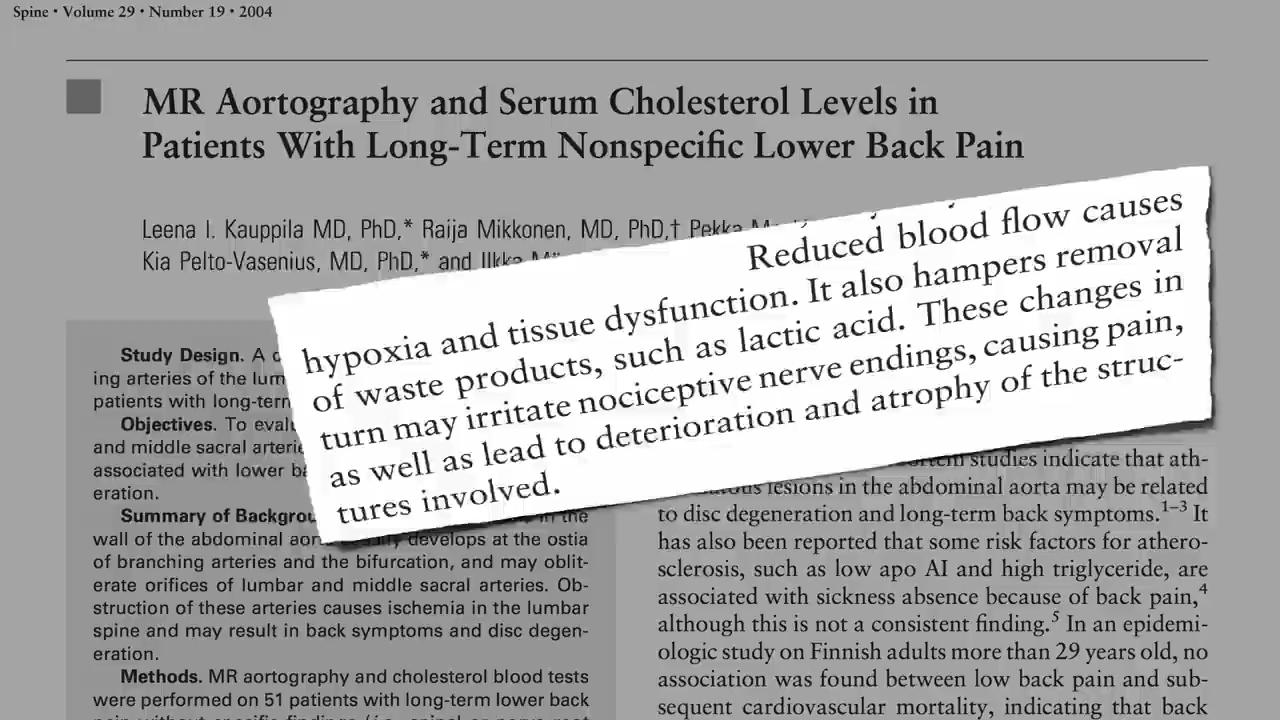 Spine • Volume 29 • Number 19 • 2004
MR Aortography and Serum Cholesterol Levels in
Patients With Long-Term Nonspecific Lower Back Pain
Leena I. Kauppila MD, PhD,* Raija Mikkonen, MD, PhD,† Pekka
Kia Pelto-Vasenius, MD, PhD,* and Ilkka
Reduced blood flow causes
hypoxia and tissue dysfunction. It also hampers removal
of waste products, such as lactic acid. These changes in
turn may irritate nociceptive nerve endings, causing pain,
as well as lead to deterioration and atrophy of the struc-
tures involved.
Study Design. A
ing arteries of the
patients with
Objectives. To
and middle sacral
associated with lower
eration.
Summary of in the
wall of the abdominal develops at the ostia
of branching arteries and the bifurcation, and may oblit-
erate orifices of lumbar and middle sacral arteries. Ob-
struction of these arteries causes ischemia in the lumbar
spine and may result in back symptoms and disc degen-
eration.
Methods. MR aortography and cholesterol blood tests
were performed on 51 patients with long-term lower back
studies indicate that ath-
lesions in the abdominal aorta may be related
to disc degeneration and long-term back symptoms.1–3 It
has also been reported that some risk factors for athero-
sclerosis, such as low apo AI and high triglyceride, are
associated with sickness absence because of back pain,4
although this is not a consistent finding.5 In an epidemi-
ologic study on Finnish adults more than 29 years old, no
association was found between low back pain and sub-
sequent cardiovascular mortality, indicating that back